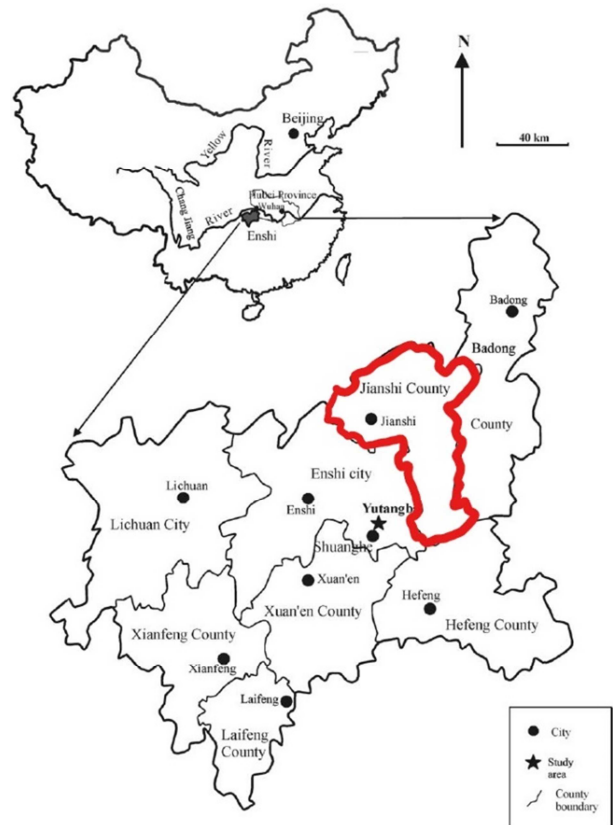 N
40 km
Beijing
Yellow
River
Hubei Province
Wuhan
Chang Jiang
River
Enshi
Badong
Badong
County
Jianshi County
Jianshi
Enshi city
Enshi
Lichuan
Lichuan City
Yutangb
Shuanghe
Xuan'en
Xuan'en County
Hefeng
Hefeng County
Xianfeng County
Xianfeng
Laifeng
Laifeng
County
City
Study
area
County
boundary